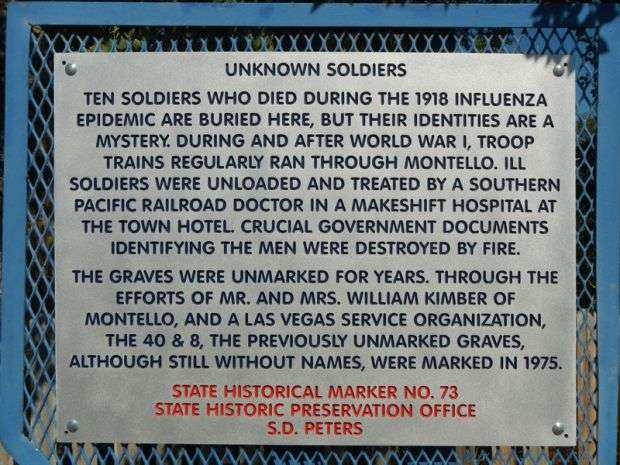 UNKNOWN SOLDIERS
TEN SOLDIERS WHO DIED DURING THE 1918 INFLUENZA
EPIDEMIC ARE BURIED HERE, BUT THEIR IDENTITIES ARE A
MYSTERY. DURING AND AFTER WORLD WAR I, TROOP
TRAINS REGULARLY RAN THROUGH MONTELLO. ILL
SOLDIERS WERE UNLOADED AND TREATED BY A SOUTHERN
PACIFIC RAILROAD DOCTOR IN A MAKESHIFT HOSPITAL AT
THE TOWN HOTEL. CRUCIAL GOVERNMENT DOCUMENTS
IDENTIFYING THE MEN WERE DESTROYED BY FIRE.
THE GRAVES WERE UNMARKED FOR YEARS. THROUGH THE
EFFORTS OF MR. AND MRS. WILLIAM KIMBER OF
MONTELLO, AND A LAS VEGAS SERVICE ORGANIZATION,
THE 40 & 8, THE PREVIOUSLY UNMARKED GRAVES,
ALTHOUGH STILL WITHOUT NAMES, WERE MARKED IN 1975.
STATE HISTORICAL MARKER NO. 73
STATE HISTORIC PRESERVATION OFFICE
S.D. PETERS